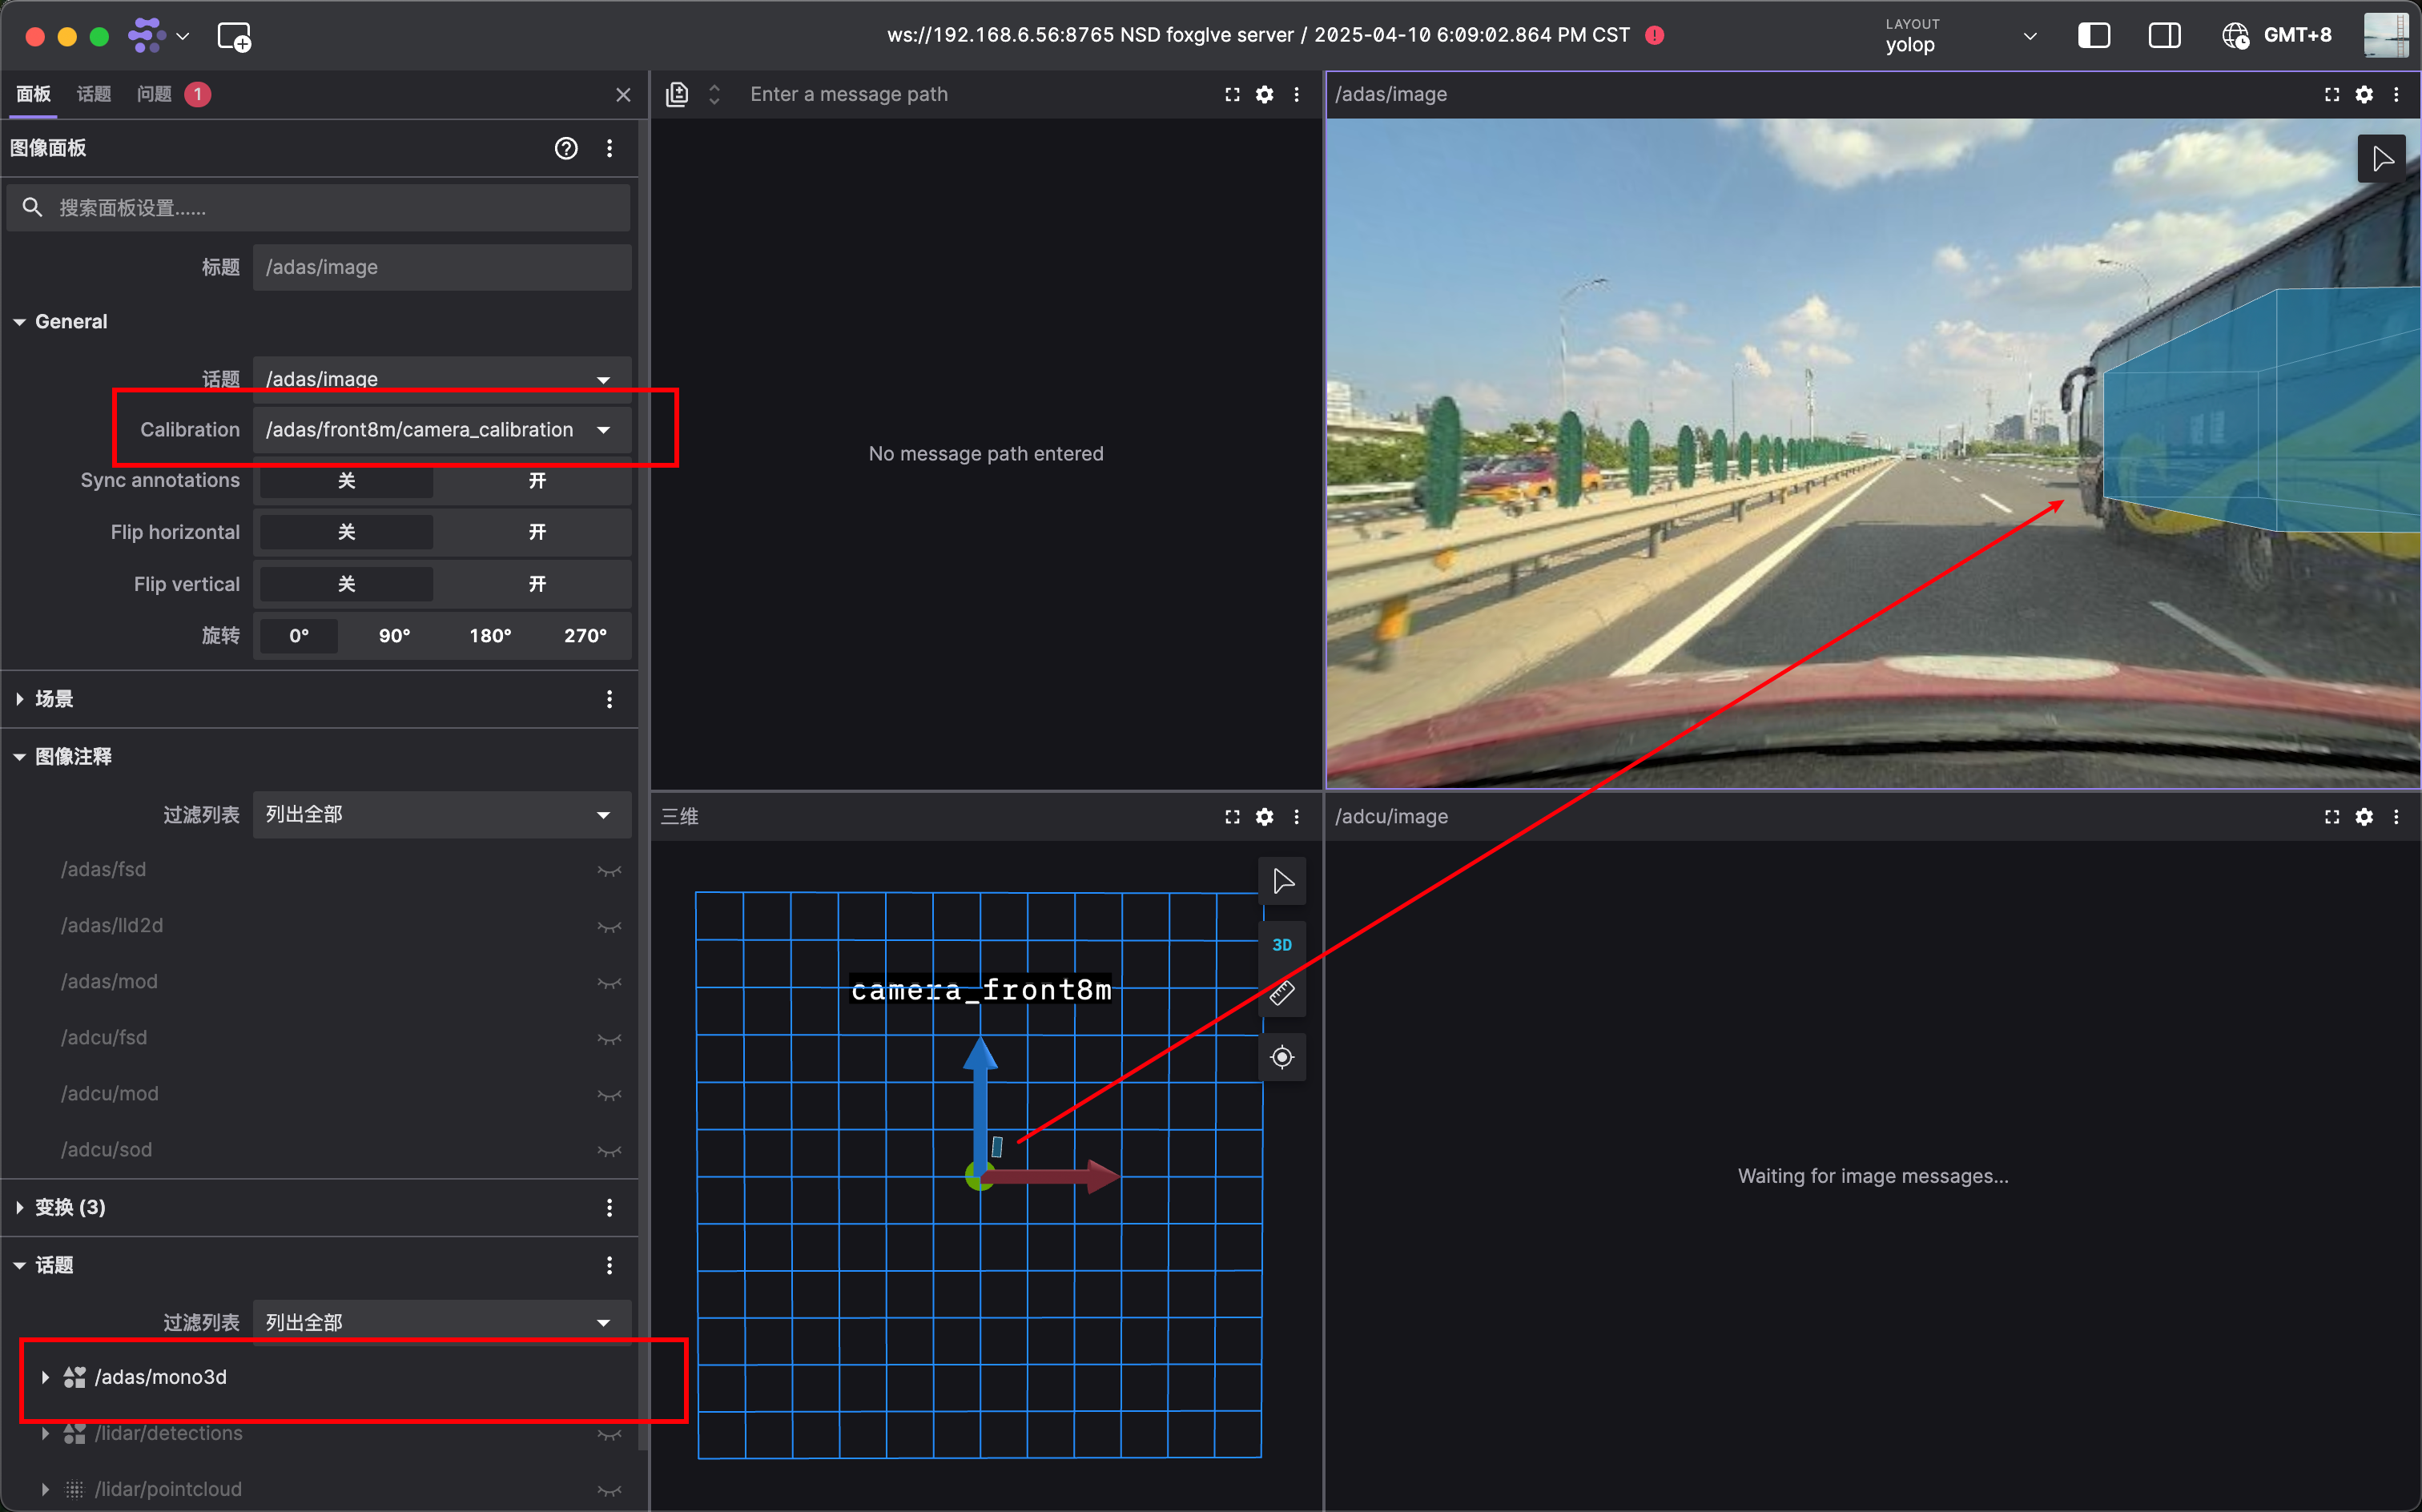 ws://192.168.6.56:8765 NSD foxglve server / 2025-04-10 6:09:02.864 PM CST
LAYOUT
yolop
GMT+8
面板 话题 问题 1
图像面板
搜索面板设置......
标题 /adas/image
General
话题 /adas/image
Calibration /adas/front8m/camera_calibration
Sync annotations 关 开
Flip horizontal 关 开
Flip vertical 关 开
旋转 0° 90° 180° 270°
场景
图像注释
过滤列表 列出全部
/adas/fsd
/adas/lld2d
/adas/mod
/adcu/fsd
/adcu/mod
/adcu/sod
变换 (3)
话题
过滤列表 列出全部
/adas/mono3d
/lidar/detections
/lidar/pointcloud
Enter a message path
No message path entered
/adas/image
三维
3D
camera_front8m
/adcu/image
Waiting for image messages...